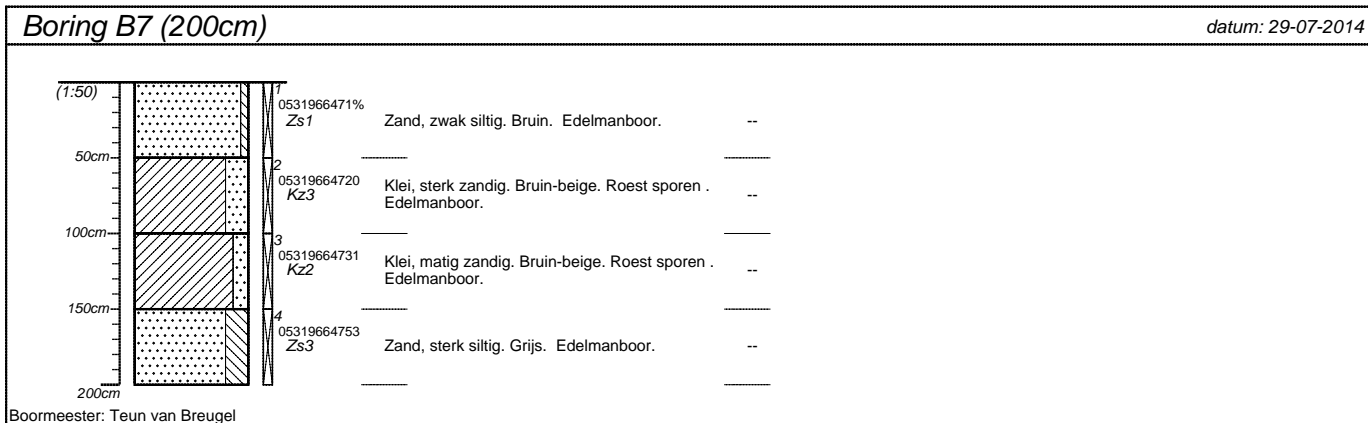 Boring B7 (200cm)
datum: 29-07-2014
(1:50)
1
0531966471%
Zs1
Zand, zwak siltig. Bruin. Edelmanboor.
--
50cm
2
05319664720
Kz3
Klei, sterk zandig. Bruin-beige. Roest sporen .
Edelmanboor.
--
100cm
3
05319664731
Kz2
Klei, matig zandig. Bruin-beige. Roest sporen .
Edelmanboor.
--
150cm
4
05319664753
Zs3
Zand, sterk siltig. Grijs. Edelmanboor.
--
200cm
Boormeester: Teun van Breugel